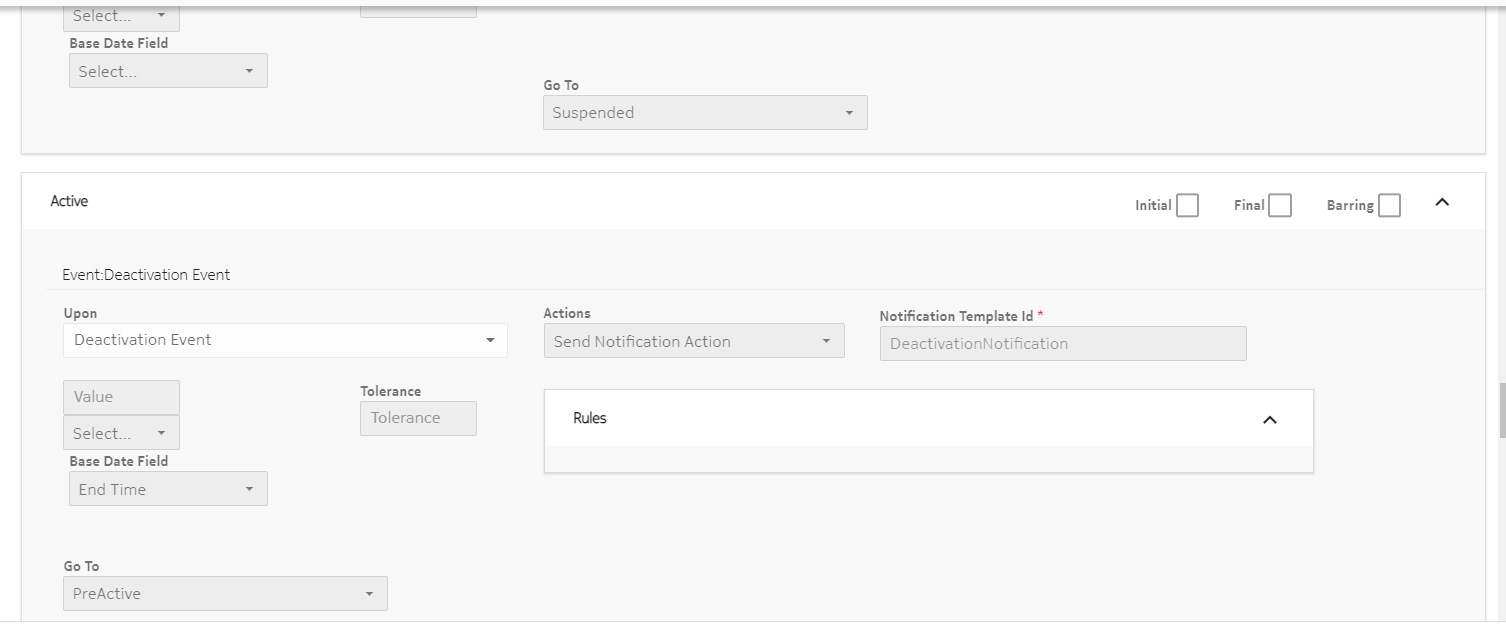 Select...
Base Date Field
Select...
Go To
Suspended
Active
Initial
Final
Barring
Event:Deactivation Event
Upon
Deactivation Event
Actions
Send Notification Action
Notification Template Id *
DeactivationNotification
Value
Select...
Tolerance
Tolerance
Rules
Base Date Field
End Time
Go To
PreActive